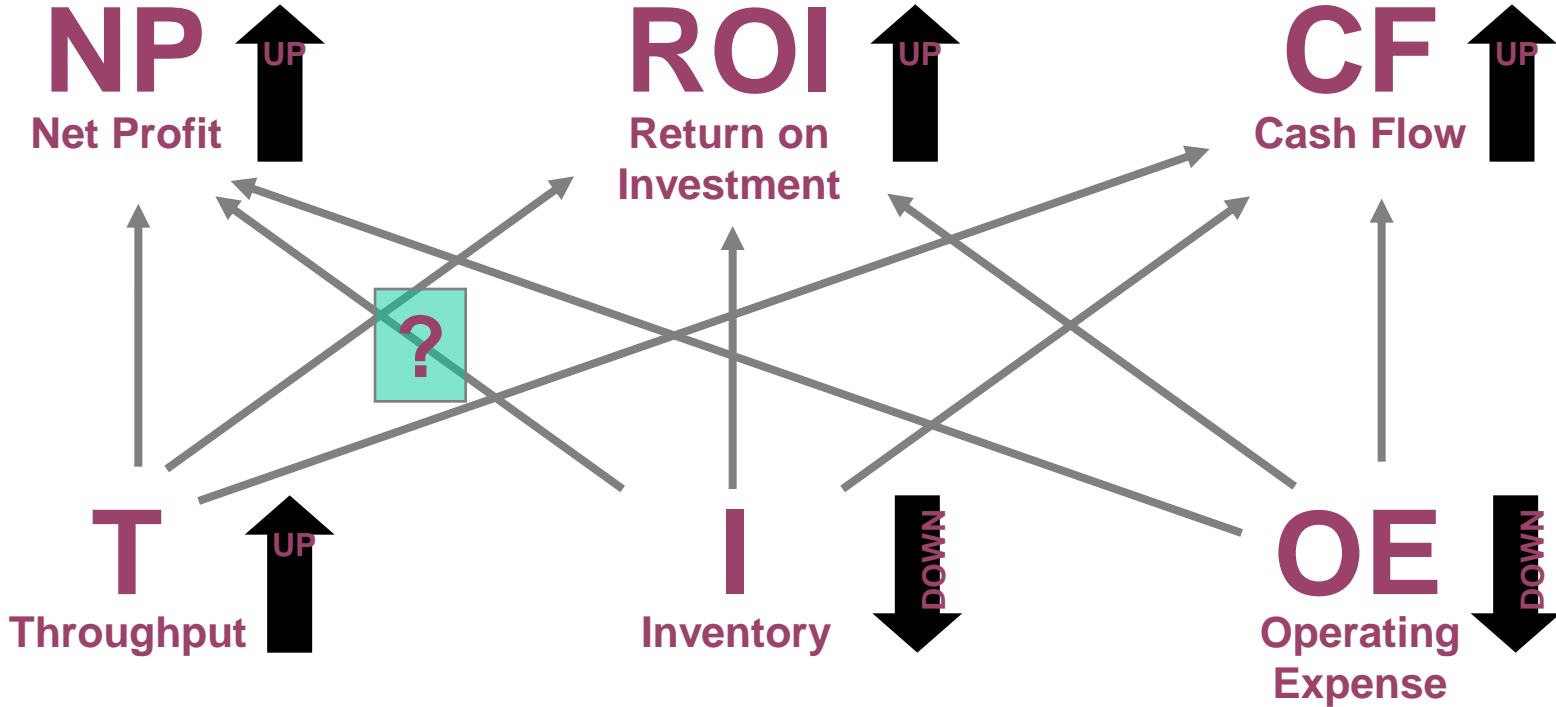 NP
UP
ROI
UP
CF
UP
Net Profit
Return on
Investment
Cash Flow
?
T
UP
I
DOWN
OE
DOWN
Throughput
Inventory
Operating
Expense